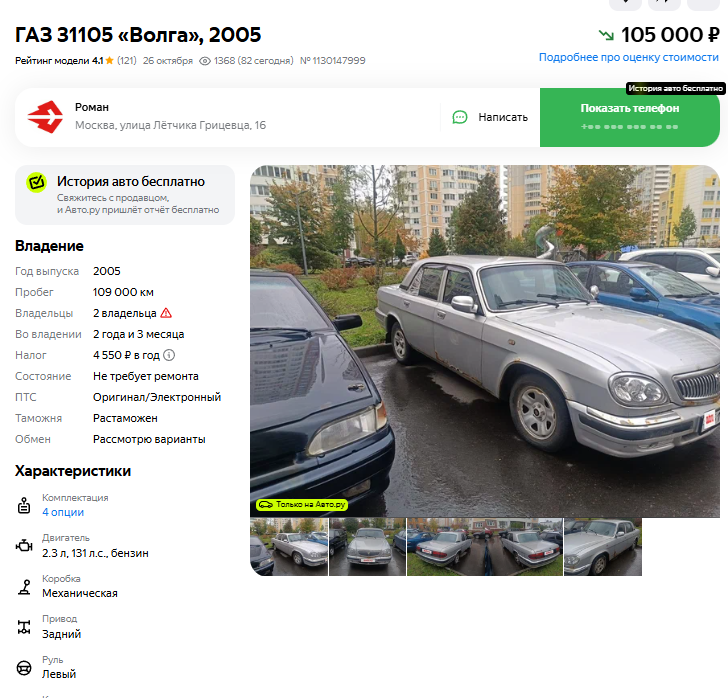 ГАЗ 31105 «Волга», 2005
105 000 ₽
Рейтинг модели 4.1 (121) 26 октября 1368 (82 сегодня) № 1130147999
Подробнее про оценку стоимости
История авто бесплатно
Роман
Москва, улица Лётчика Грицевца, 16
Написать
Показать телефон
История авто бесплатно
Свяжитесь с продавцом,
и Авто.ру пришлёт отчёт бесплатно
Владение
Год выпуска 2005
Пробег 109 000 км
Владельцы 2 владельца
Во владении 2 года и 3 месяца
Налог 4 550 ₽ в год
Состояние Не требует ремонта
ПТС Оригинал/Электронный
Таможня Растаможен
Обмен Рассмотрю варианты
Только на Авто.ру
Характеристики
Комплектация
4 опции
Двигатель
2.3 л, 131 л.с., бензин
Коробка
Механическая
Привод
Задний
Руль
Левый